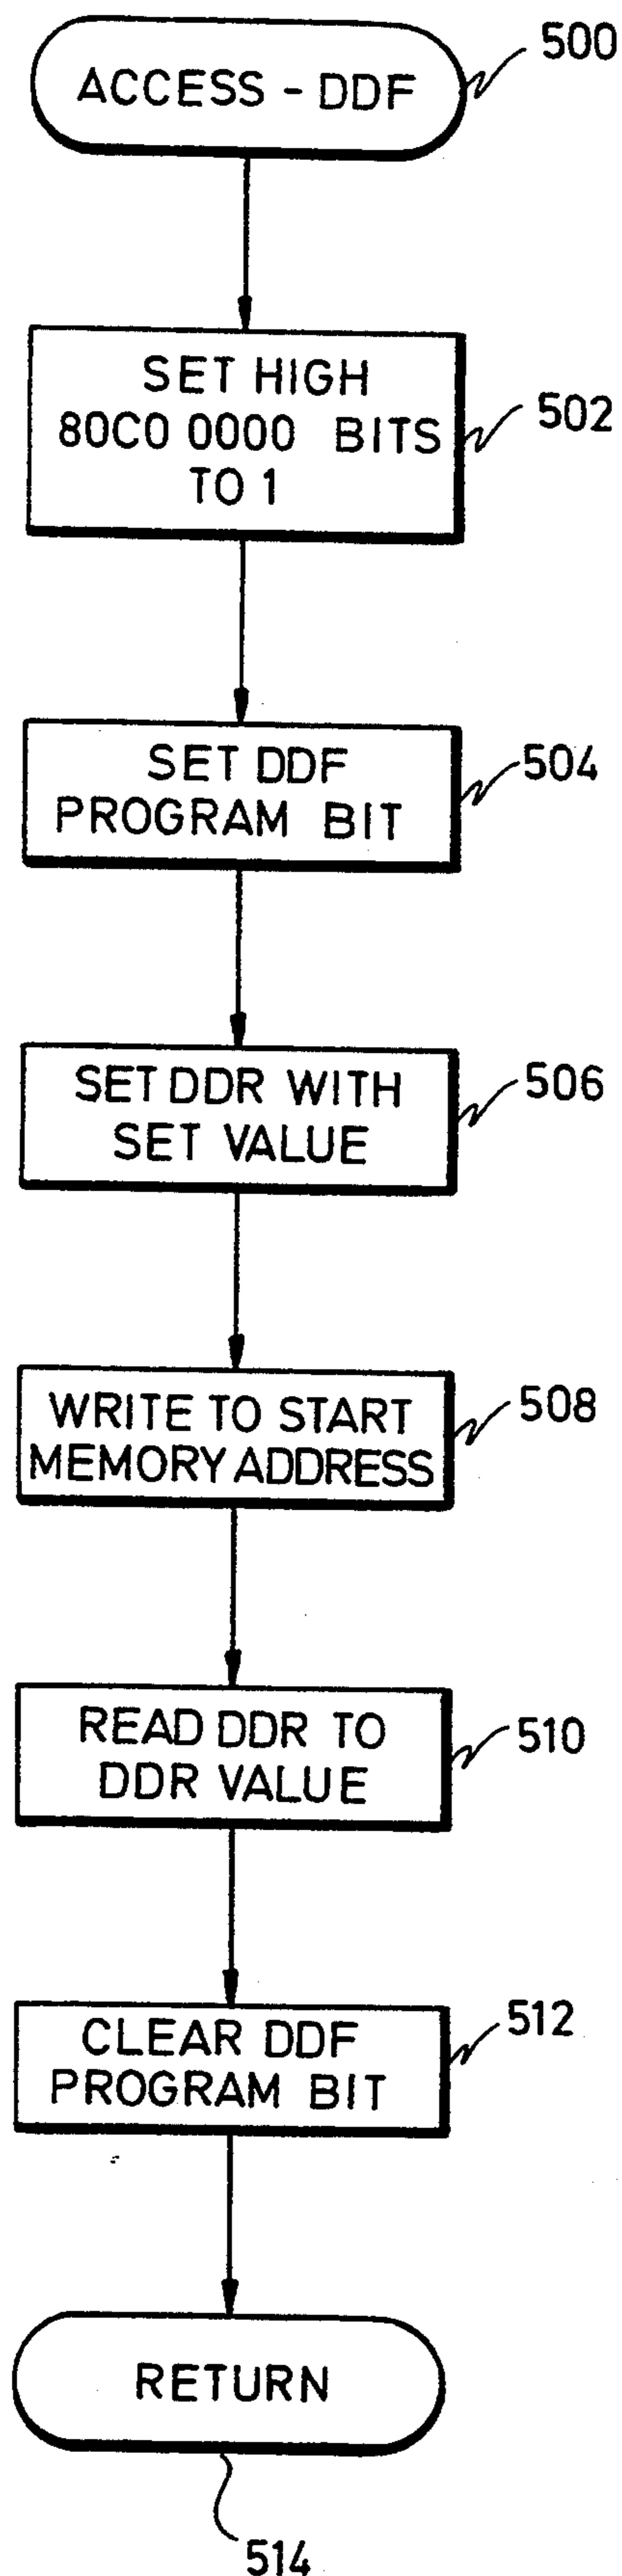 ACCESS - DDF
500
SET HIGH
80C0 0000 BITS
TO 1
502
SET DDF
PROGRAM BIT
504
SET DDR WITH
SET VALUE
506
WRITE TO START
MEMORY ADDRESS
508
READ DDR TO
DDR VALUE
510
CLEAR DDF
PROGRAM BIT
512
RETURN
514